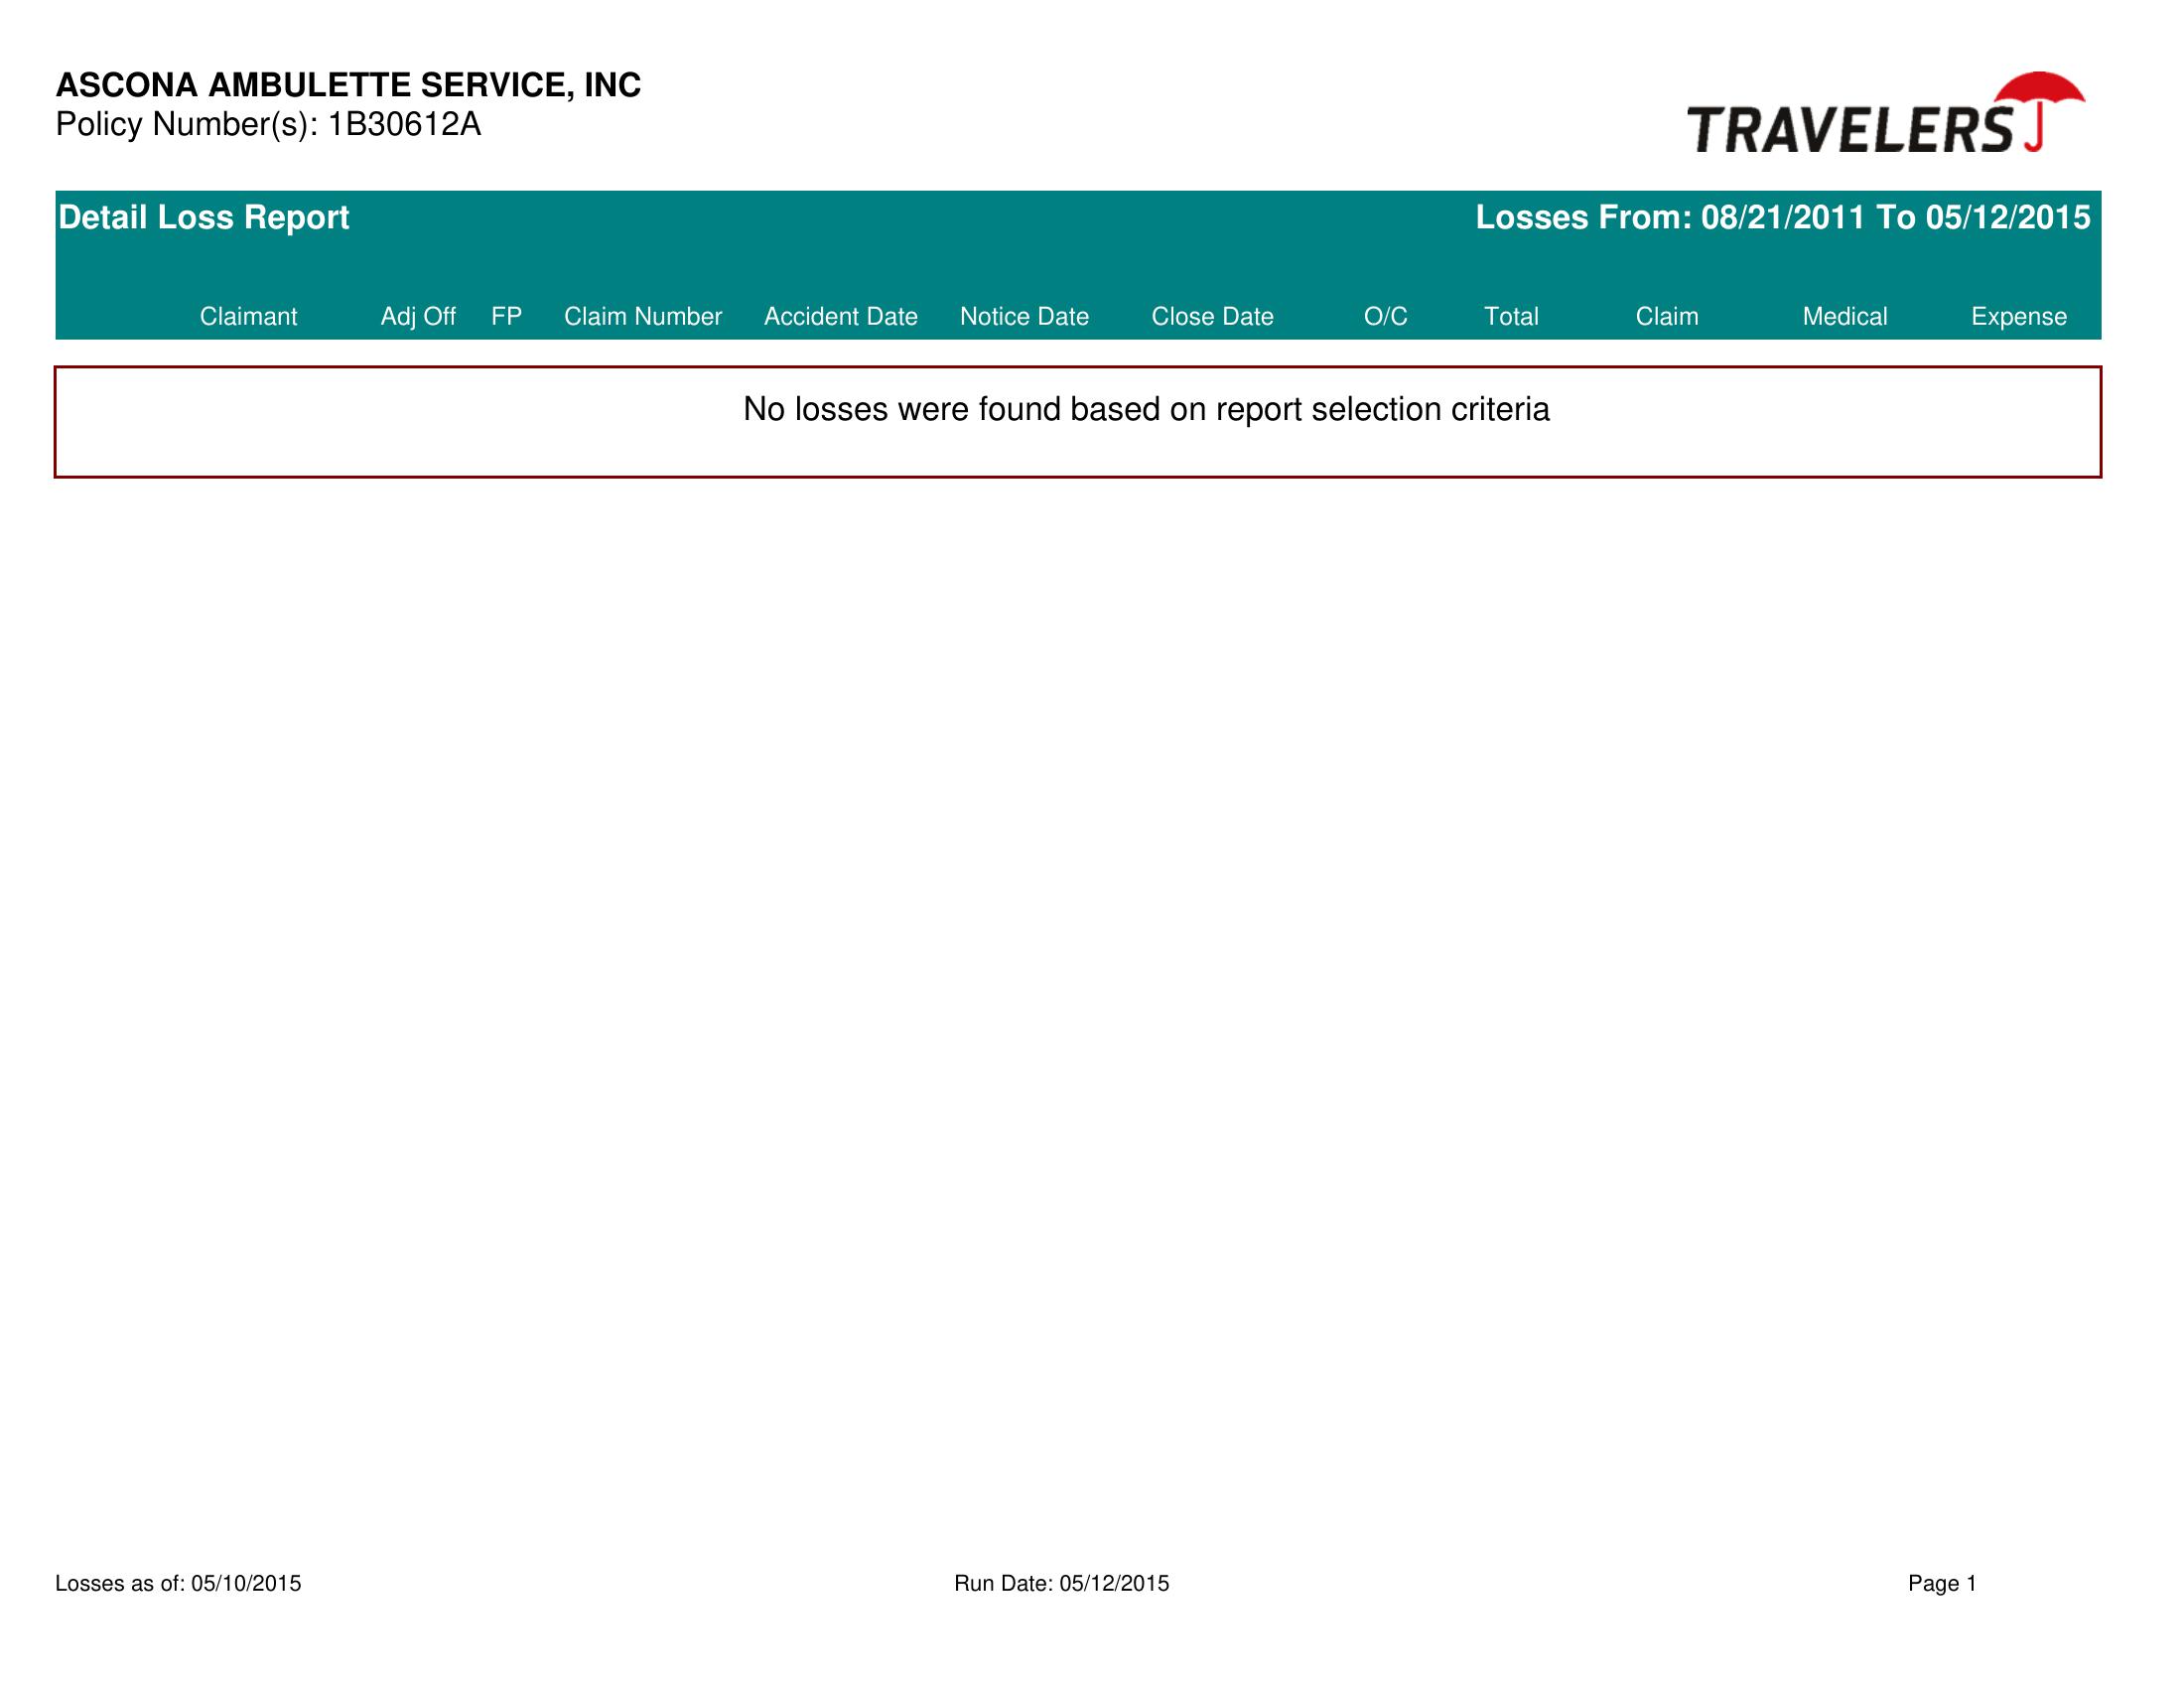 ASCONA AMBULETTE SERVICE, INC
Policy Number(s): 1B30612A
TRAVELERS
Detail Loss Report Losses From: 08/21/2011 To 05/12/2015
Claimant Adj Off FP Claim Number Accident Date Notice Date Close Date O/C Total Claim Medical Expense
No losses were found based on report selection criteria
Losses as of: 05/10/2015 Run Date: 05/12/2015 Page 1